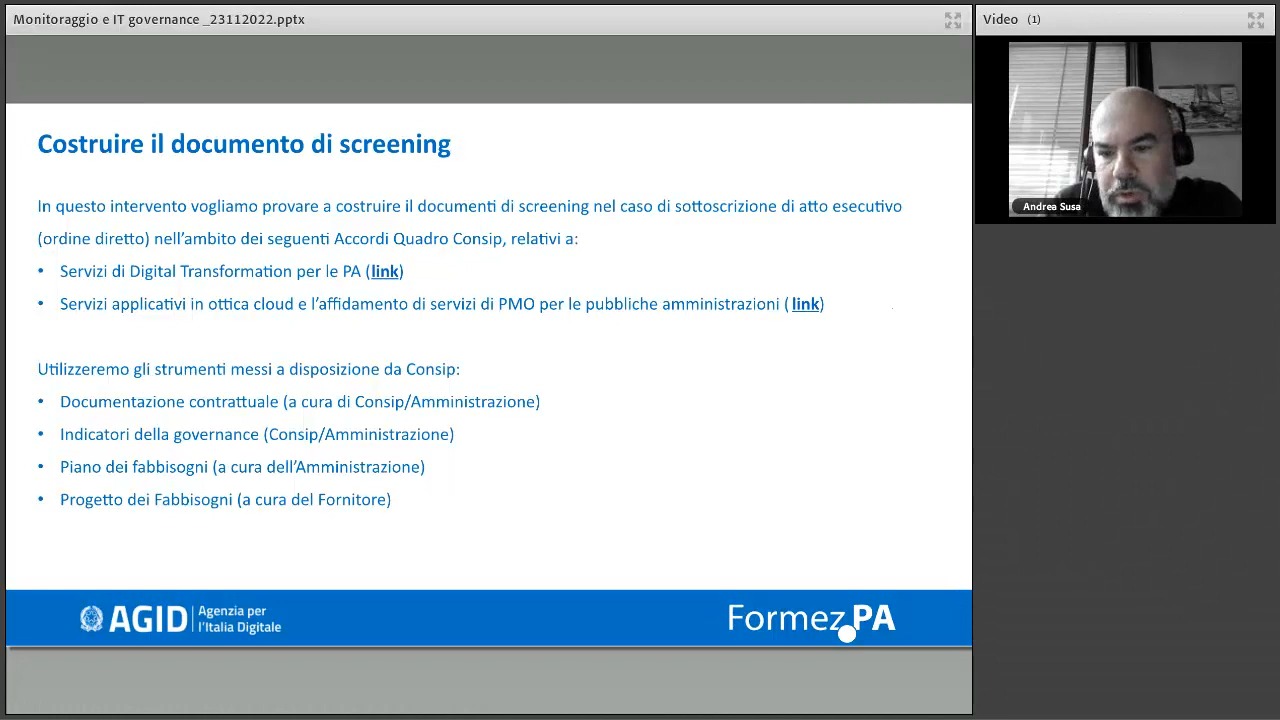 Monitoraggio e IT governance _23112022.pptx
Video (1)
Andrea Susa
Costruire il documento di screening
In questo intervento vogliamo provare a costruire il documenti di screening nel caso di sottoscrizione di atto esecutivo
(ordine diretto) nell'ambito dei seguenti Accordi Quadro Consip, relativi a:
• Servizi di Digital Transformation per le PA (link)
• Servizi applicativi in ottica cloud e l'affidamento di servizi di PMO per le pubbliche amministrazioni ( link)
Utilizzeremo gli strumenti messi a disposizione da Consip:
• Documentazione contrattuale (a cura di Consip/Amministrazione)
• Indicatori della governance (Consip/Amministrazione)
• Piano dei fabbisogni (a cura dell'Amministrazione)
• Progetto dei Fabbisogni (a cura del Fornitore)
AGID
Agenzia per
l'Italia Digitale
Formez PA